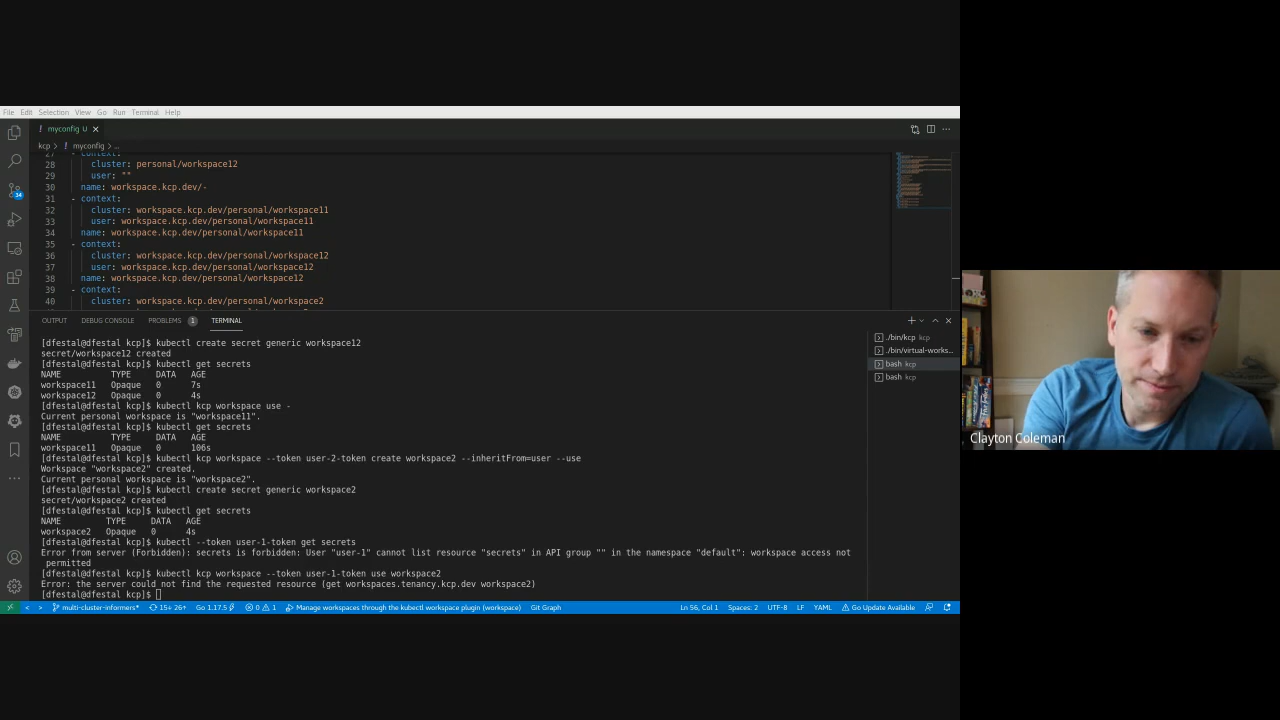 File Edit Selection View Go Run Terminal Help
! myconfig U ×
kcp > ! myconfig > ...
27 - context:
28 cluster: personal/workspace12
29 user: ""
30 name: workspace.kcp.dev/-
31 - context:
32 cluster: workspace.kcp.dev/personal/workspace11
33 user: workspace.kcp.dev/personal/workspace11
34 name: workspace.kcp.dev/personal/workspace11
35 - context:
36 cluster: workspace.kcp.dev/personal/workspace12
37 user: workspace.kcp.dev/personal/workspace12
38 name: workspace.kcp.dev/personal/workspace12
39 - context:
40 cluster: workspace.kcp.dev/personal/workspace2
OUTPUT DEBUG CONSOLE PROBLEMS 1 TERMINAL
[dfestal@dfestal kcp]$ kubectl create secret generic workspace12
secret/workspace12 created
[dfestal@dfestal kcp]$ kubectl get secrets
NAME TYPE DATA AGE
workspace11 Opaque 0 7s
workspace12 Opaque 0 4s
[dfestal@dfestal kcp]$ kubectl kcp workspace use -
Current personal workspace is "workspace11".
[dfestal@dfestal kcp]$ kubectl get secrets
NAME TYPE DATA AGE
workspace11 Opaque 0 106s
[dfestal@dfestal kcp]$ kubectl kcp workspace --token user-2-token create workspace2 --inheritFrom=user --use
Workspace "workspace2" created.
Current personal workspace is "workspace2".
[dfestal@dfestal kcp]$ kubectl create secret generic workspace2
secret/workspace2 created
[dfestal@dfestal kcp]$ kubectl get secrets
NAME TYPE DATA AGE
workspace2 Opaque 0 4s
[dfestal@dfestal kcp]$ kubectl --token user-1-token get secrets
Error from server (Forbidden): secrets is forbidden: User "user-1" cannot list resource "secrets" in API group "" in the namespace "default": workspace access not
permitted
[dfestal@dfestal kcp]$ kubectl kcp workspace --token user-1-token use workspace2
Error: the server could not find the requested resource (get workspaces.tenancy.kcp.dev workspace2)
[dfestal@dfestal kcp]$
./bin/kcp kcp
./bin/virtual-works...
bash kcp
bash kcp
34
multi-cluster-informers* 15↓ 26↑ Go 1.17.5 0 1 Manage workspaces through the kubectl workspace plugin (workspace) Git Graph Ln 56, Col 1 Spaces: 2 UTF-8 LF YAML Go Update Available
Clayton Coleman